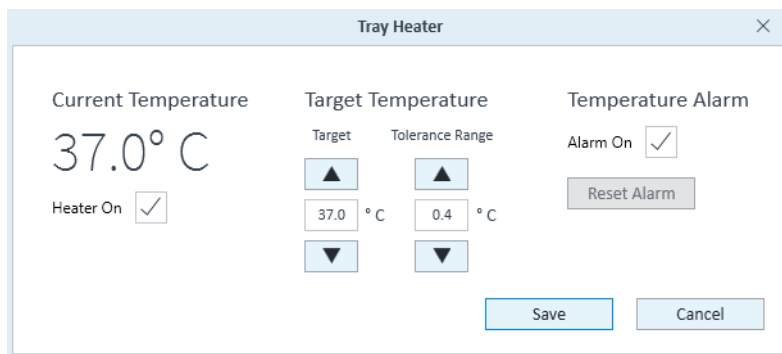 Tray Heater
Current Temperature
37.0° C
Heater On
Target Temperature
Target
Tolerance Range
37.0 ° C
0.4 ° C
Temperature Alarm
Alarm On
Reset Alarm
Save
Cancel